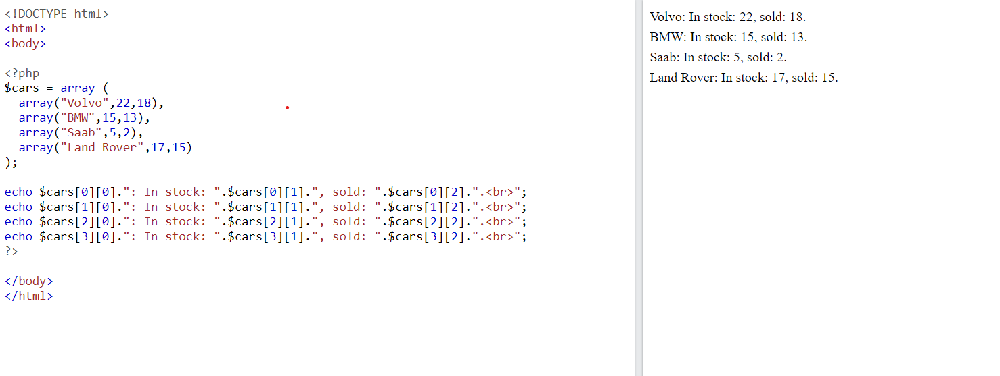 <!DOCTYPE html>
<html>
<body>
<?php
$cars = array (
  array("Volvo",22,18),
  array("BMW",15,13),
  array("Saab",5,2),
  array("Land Rover",17,15)
);
echo $cars[0][0].": In stock: ".$cars[0][1].", sold: ".$cars[0][2].".<br>";
echo $cars[1][0].": In stock: ".$cars[1][1].", sold: ".$cars[1][2].".<br>";
echo $cars[2][0].": In stock: ".$cars[2][1].", sold: ".$cars[2][2].".<br>";
echo $cars[3][0].": In stock: ".$cars[3][1].", sold: ".$cars[3][2].".<br>";
?>
</body>
</html>
Volvo: In stock: 22, sold: 18.
BMW: In stock: 15, sold: 13.
Saab: In stock: 5, sold: 2.
Land Rover: In stock: 17, sold: 15.